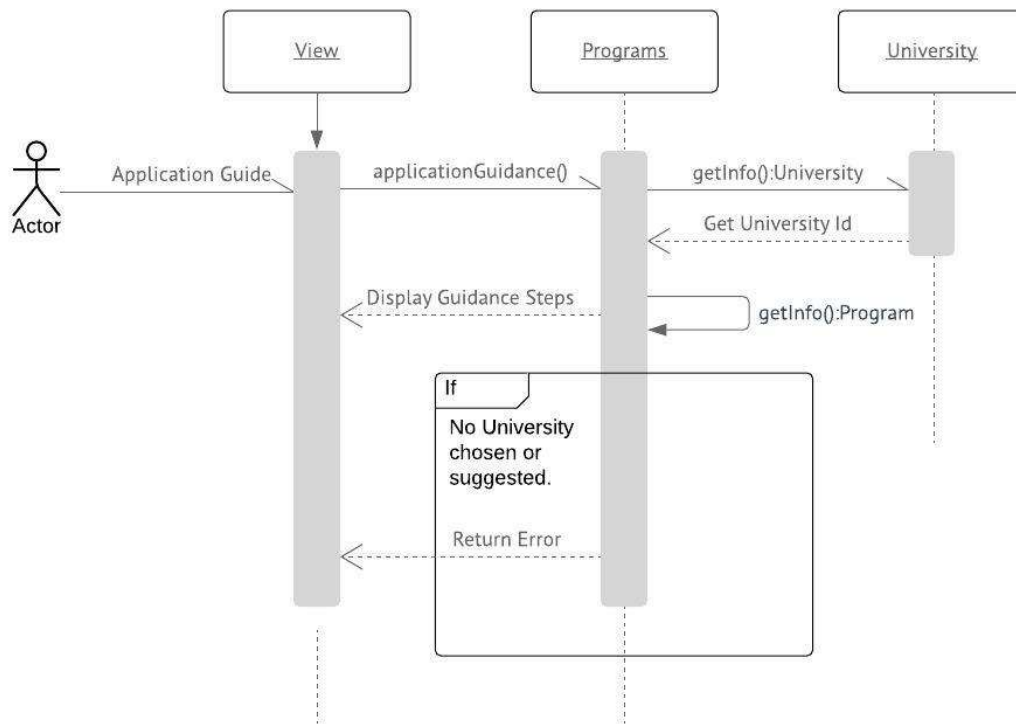 View
Programs
University
Application Guide
applicationGuidance()
getInfo():University
Actor
Get University Id
Display Guidance Steps
getInfo():Program
If
No University
chosen or
suggested.
Return Error